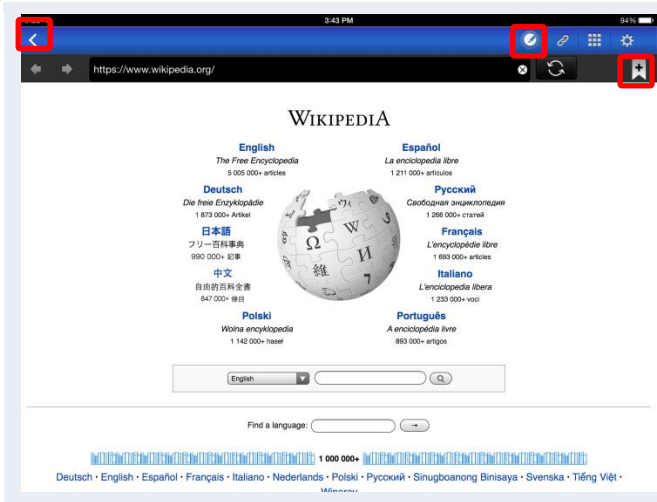 3:43 PM
94%
https://www.wikipedia.org/
WIKIPEDIA
English
The Free Encyclopedia
5 005 000+ articles
Español
La enciclopedia libre
1 211 000+ artículos
Deutsch
Die freie Enzyklopädie
1 873 000+ Artikel
Русский
Свободная энциклопедия
1 266 000+ статей
日本語
フリー百科事典
990 000+ 記事
Français
L'encyclopédie libre
1 693 000+ articles
中文
自由的百科全書
847 000+ 條目
Italiano
L'enciclopedia libera
1 233 000+ voci
Polski
Wolna encyklopedia
1 142 000+ haseł
Português
A enciclopédia livre
893 000+ artigos
Ω W И 維 7
English
Find a language:
1 000 000+
Deutsch · English · Español · Français · Italiano · Nederlands · Polski · Русский · Sinugboanong Binisaya · Svenska · Tiếng Việt ·